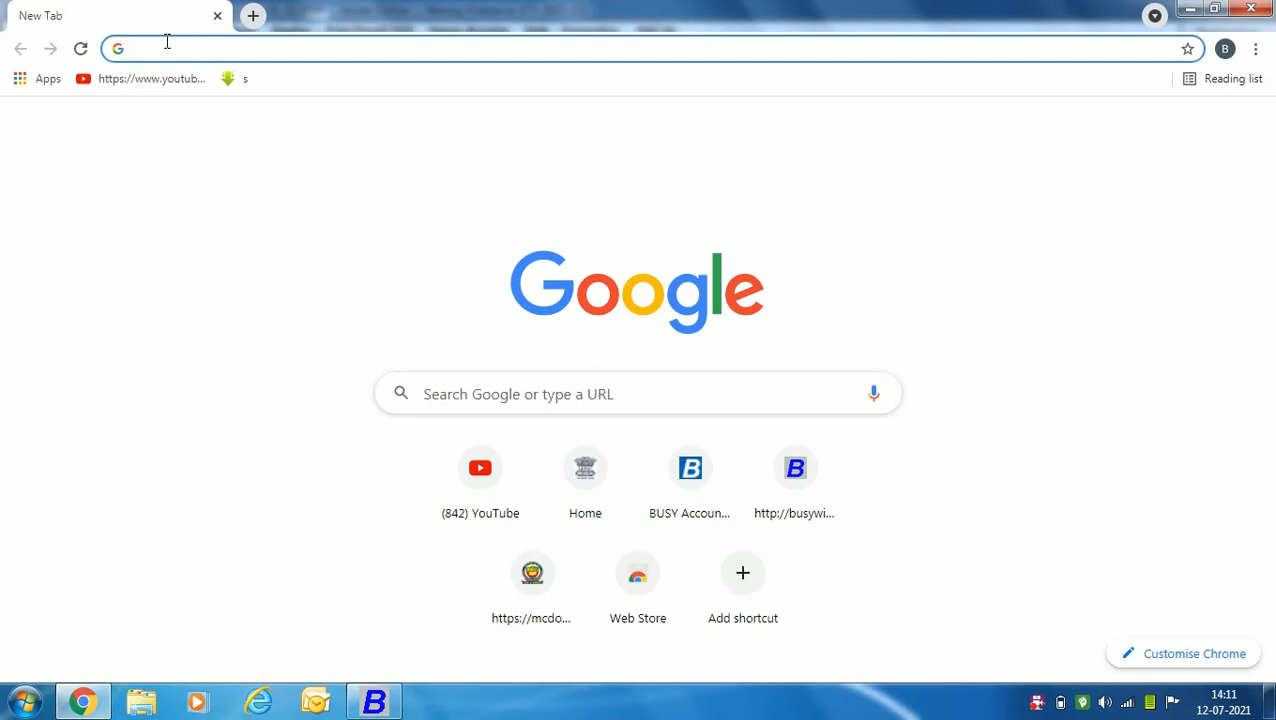 New Tab
Apps
https://www.youtub...
s
Reading list
B
Google
Search Google or type a URL
(842) YouTube
Home
BUSY Accoun...
http://busywi...
https://mcdo...
Web Store
Add shortcut
Customise Chrome
14:11
12-07-2021